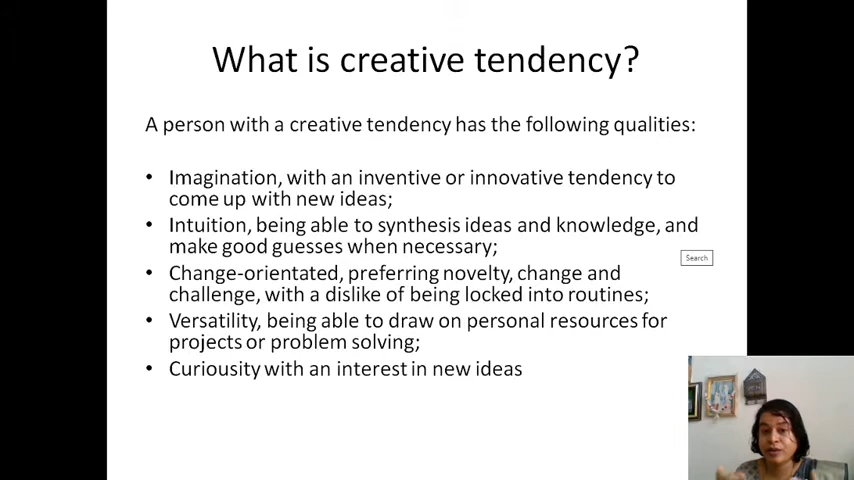 What is creative tendency?
A person with a creative tendency has the following qualities:
• Imagination, with an inventive or innovative tendency to
come up with new ideas;
• Intuition, being able to synthesis ideas and knowledge, and
make good guesses when necessary;
Search
• Change-orientated, preferring novelty, change and
challenge, with a dislike of being locked into routines;
• Versatility, being able to draw on personal resources for
projects or problem solving;
• Curiousity with an interest in new ideas